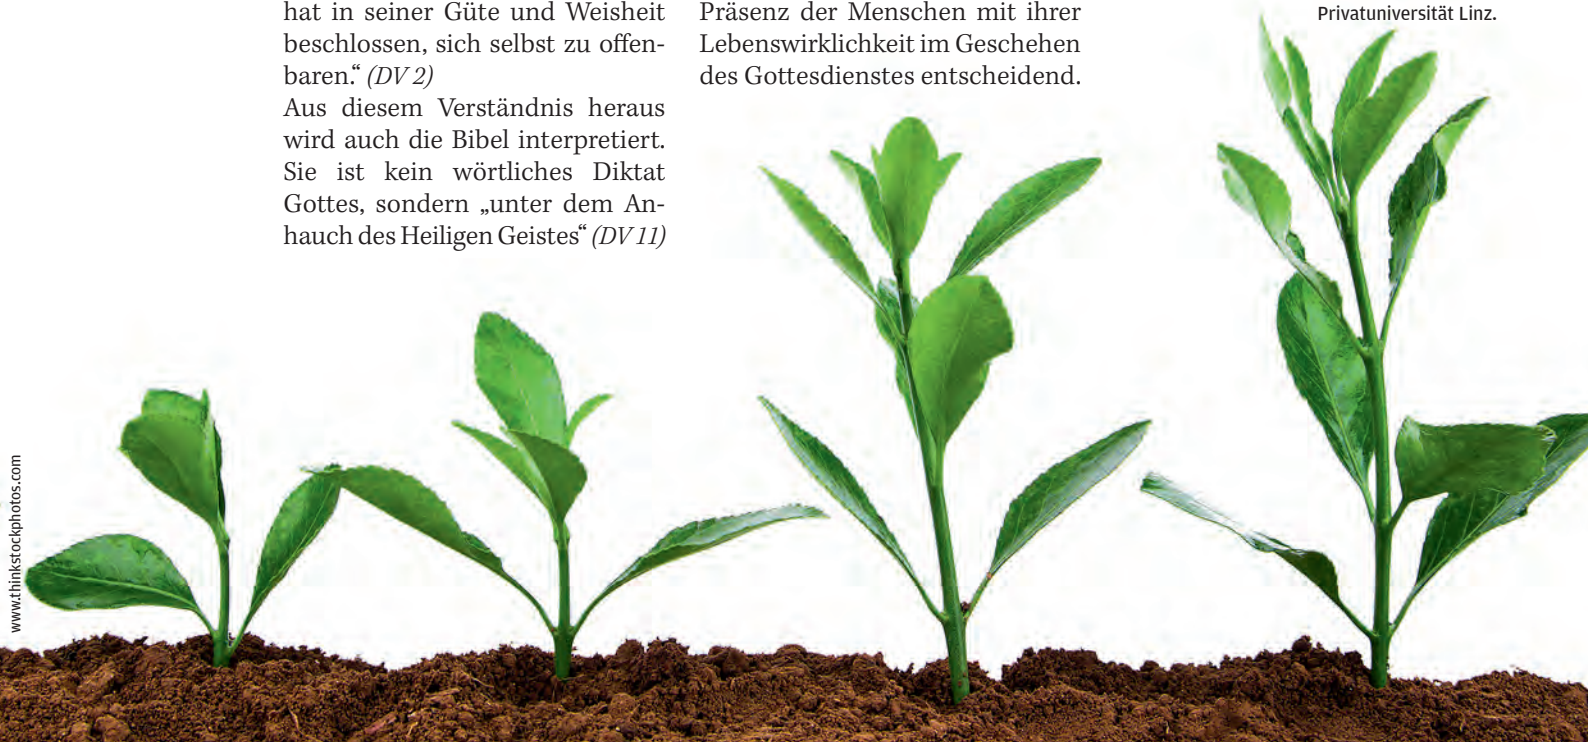 hat in seiner Güte und Weisheit
beschlossen, sich selbst zu offen-
baren.“ (DV 2)
Aus diesem Verständnis heraus
wird auch die Bibel interpretiert.
Sie ist kein wörtliches Diktat
Gottes, sondern „unter dem An-
hauch des Heiligen Geistes“ (DV 11)
Präsenz der Menschen mit ihrer
Lebenswirklichkeit im Geschehen
des Gottesdienstes entscheidend.
Privatuniversität Linz.
www.thinkstockphotos.com